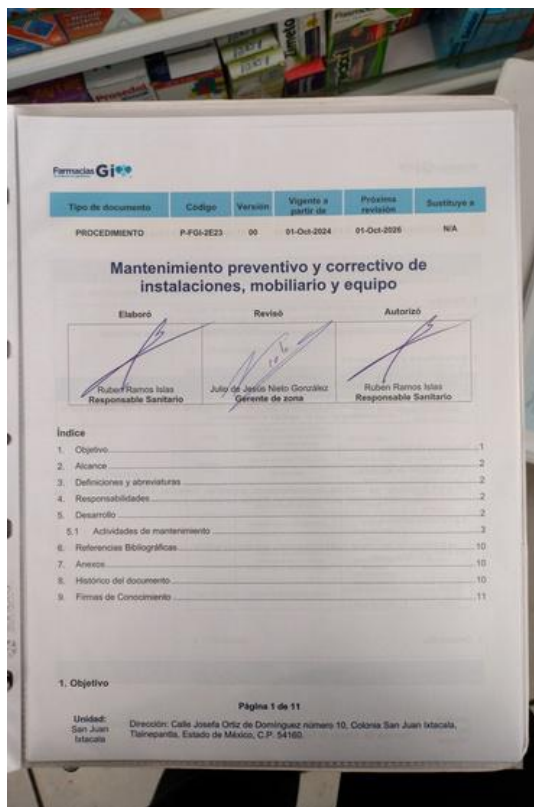 Prosedol
Farmacias Gi
Tipo de documento Código Versión Vigente a partir de Próxima revisión Sustituye a
PROCEDIMIENTO P-FGI-2E23 00 01-Oct-2024 01-Oct-2026 N/A
Mantenimiento preventivo y correctivo de
instalaciones, mobiliario y equipo
Elaboró Revisó Autorizó
Ruben Ramos Islas Julio de Jesús Nieto González Ruben Ramos Islas
Responsable Sanitario Gerente de zona Responsable Sanitario
Índice
1. Objetivo 1
2. Alcance 2
3. Definiciones y abreviaturas 2
4. Responsabilidades 2
5. Desarrollo 2
5.1 Actividades de mantenimiento 3
6. Referencias Bibliográficas 10
7. Anexos 10
8. Histórico del documento 10
9. Firmas de Conocimiento 11
1. Objetivo
Página 1 de 11
Unidad:
San Juan
Ixtacala
Dirección: Calle Josefa Ortiz de Domínguez número 10, Colonia San Juan Ixtacala,
Tlalnepantla, Estado de México, C.P. 54160.